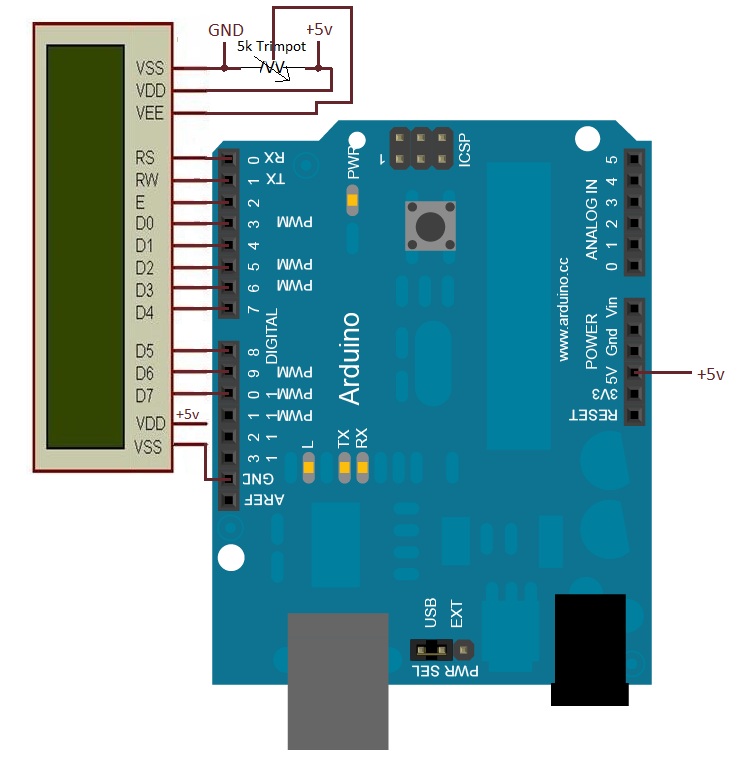 GND
+5v
5k Trimpot
VSS
VDD
VEE
RS
RW
E
D0
D1
D2
D3
D4
D5
D6
D7
VDD
+5v
VSS
0 RX
1 TX
2
3 PWM
4
5 PWM
6 PWM
7
DIGITAL
8
9 PWM
10 PWM
11 PWM
12
13
GND
AREF
PWR
1
ICSP
Arduino
www.arduino.cc
L
TX
RX
ANALOG IN
5
4
3
2
1
0
POWER
Vin
Gnd
5V
+5v
3V3
RESET
USB
EXT
PWR SEL